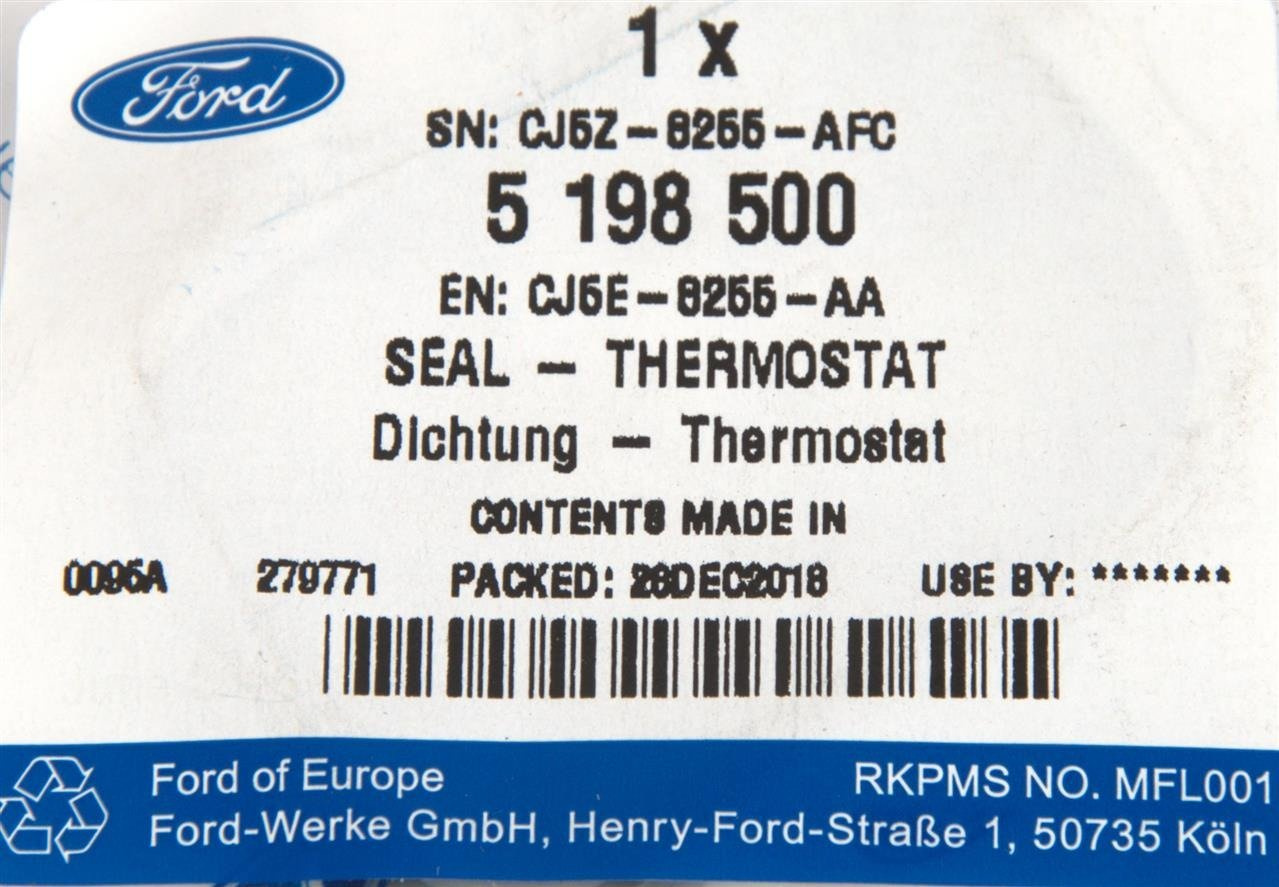 Ford
1 x
SN: CJ5Z-8255-AFC
5 198 500
EN: CJ5E-8255-AA
SEAL - THERMOSTAT
Dichtung - Thermostat
CONTENTS MADE IN
0095A 279771 PACKED: 28DEC2018 USE BY: *******
Ford of Europe RKPMS NO. MFL001
Ford-Werke GmbH, Henry-Ford-Straße 1, 50735 Köln